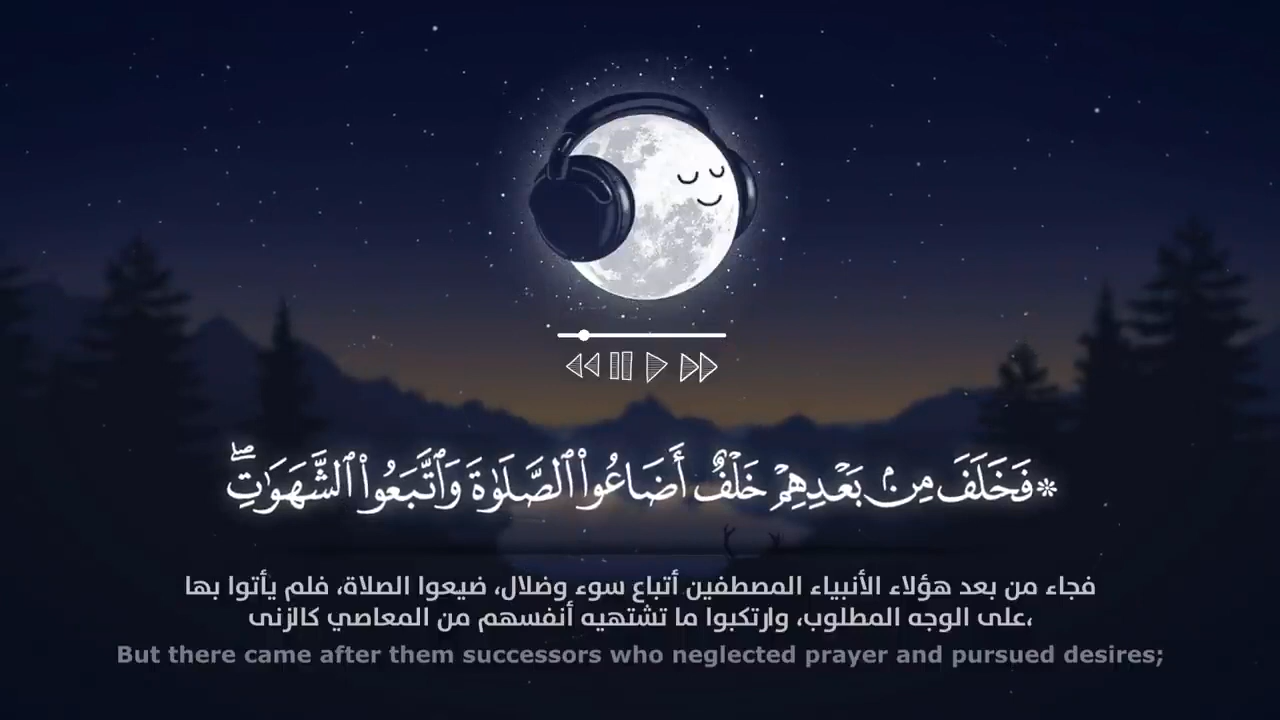 ۞فَخَلَفَ مِنۢ بَعْدِهِمْ خَلْفٌ أَضَاعُوا۟ ٱلصَّلَوٰةَ وَٱتَّبَعُوا۟ ٱلشَّهَوَٰتِ ۖ
فجاء من بعد هؤلاء الأنبياء المصطفين أتباع سوء وضلال، ضيعوا الصلاة، فلم يأتوا بها
على الوجه المطلوب، وارتكبوا ما تشتهيه أنفسهم من المعاصي كالزنى،
But there came after them successors who neglected prayer and pursued desires;